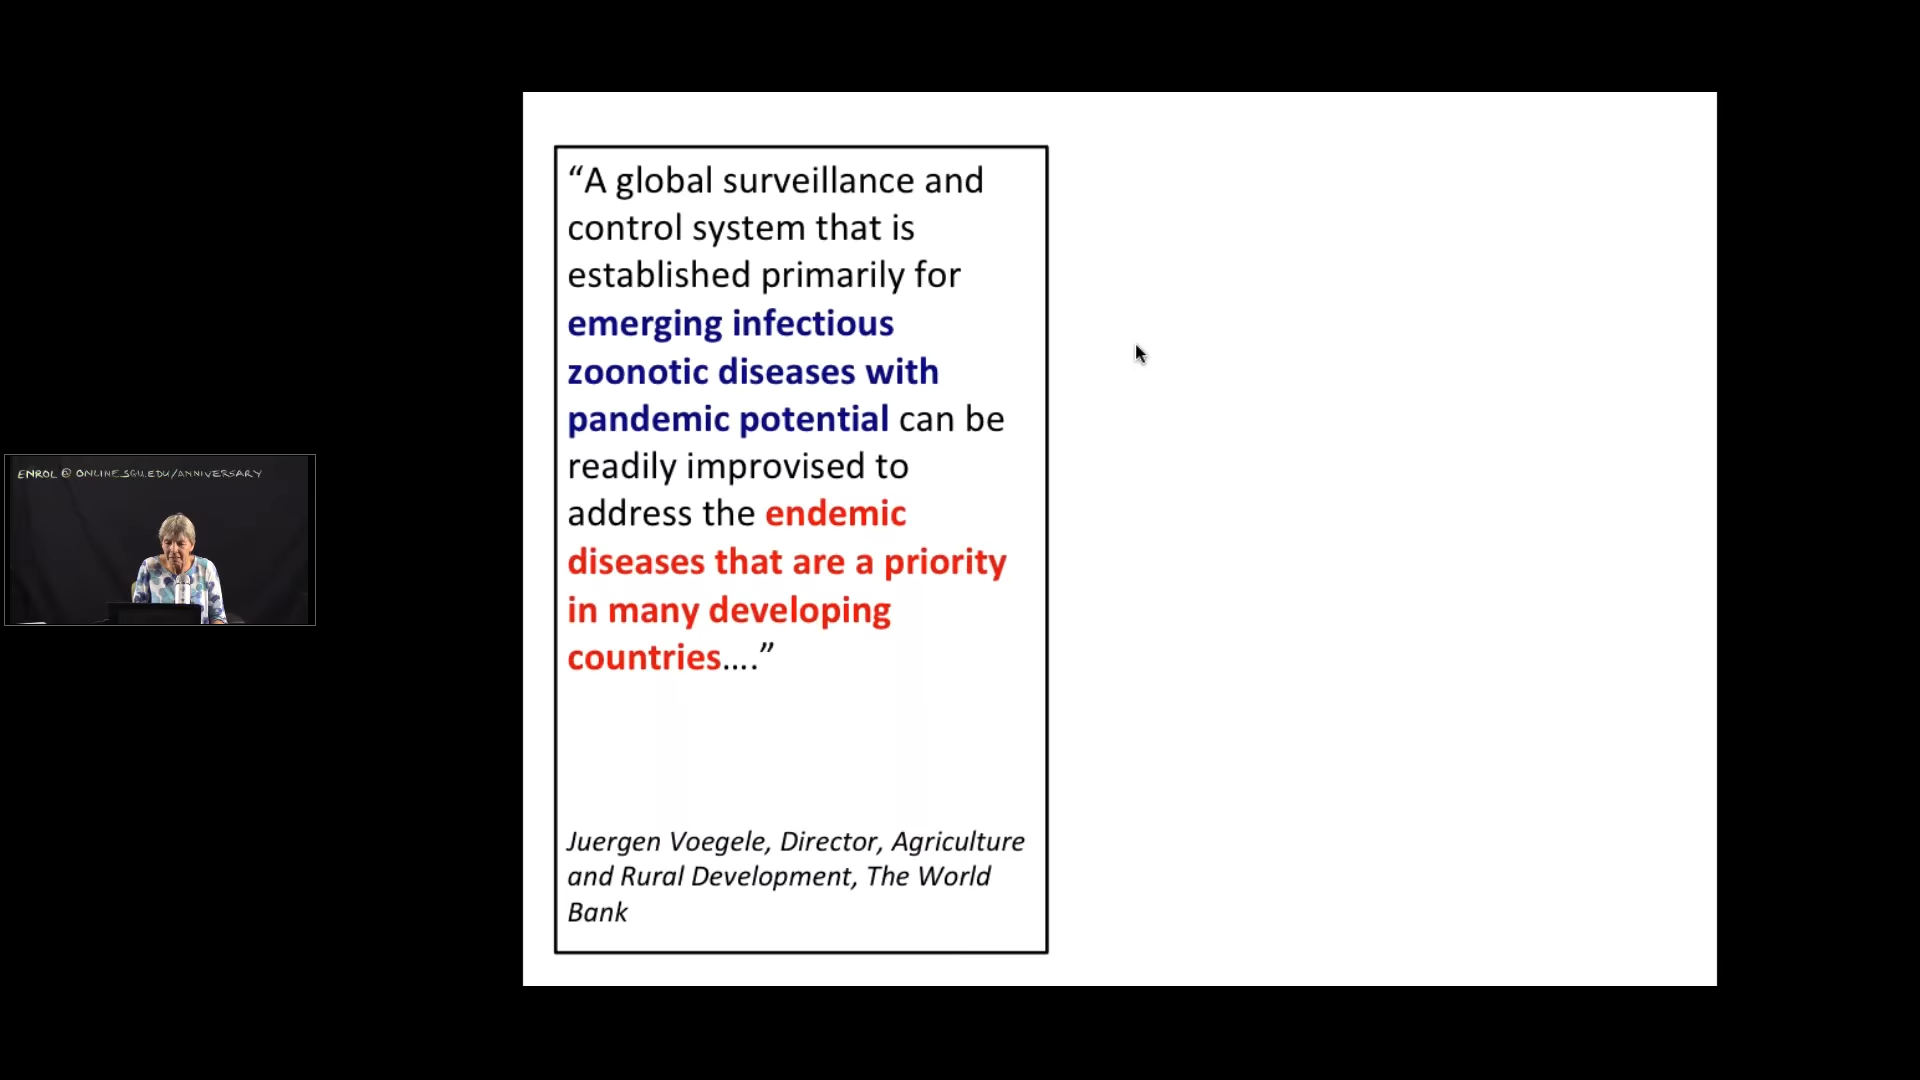 ENROL @ ONLINE.SGU.EDU/ANNIVERSARY
“A global surveillance and
control system that is
established primarily for
emerging infectious
zoonotic diseases with
pandemic potential can be
readily improvised to
address the endemic
diseases that are a priority
in many developing
countries….”
Juergen Voegele, Director, Agriculture
and Rural Development, The World
Bank